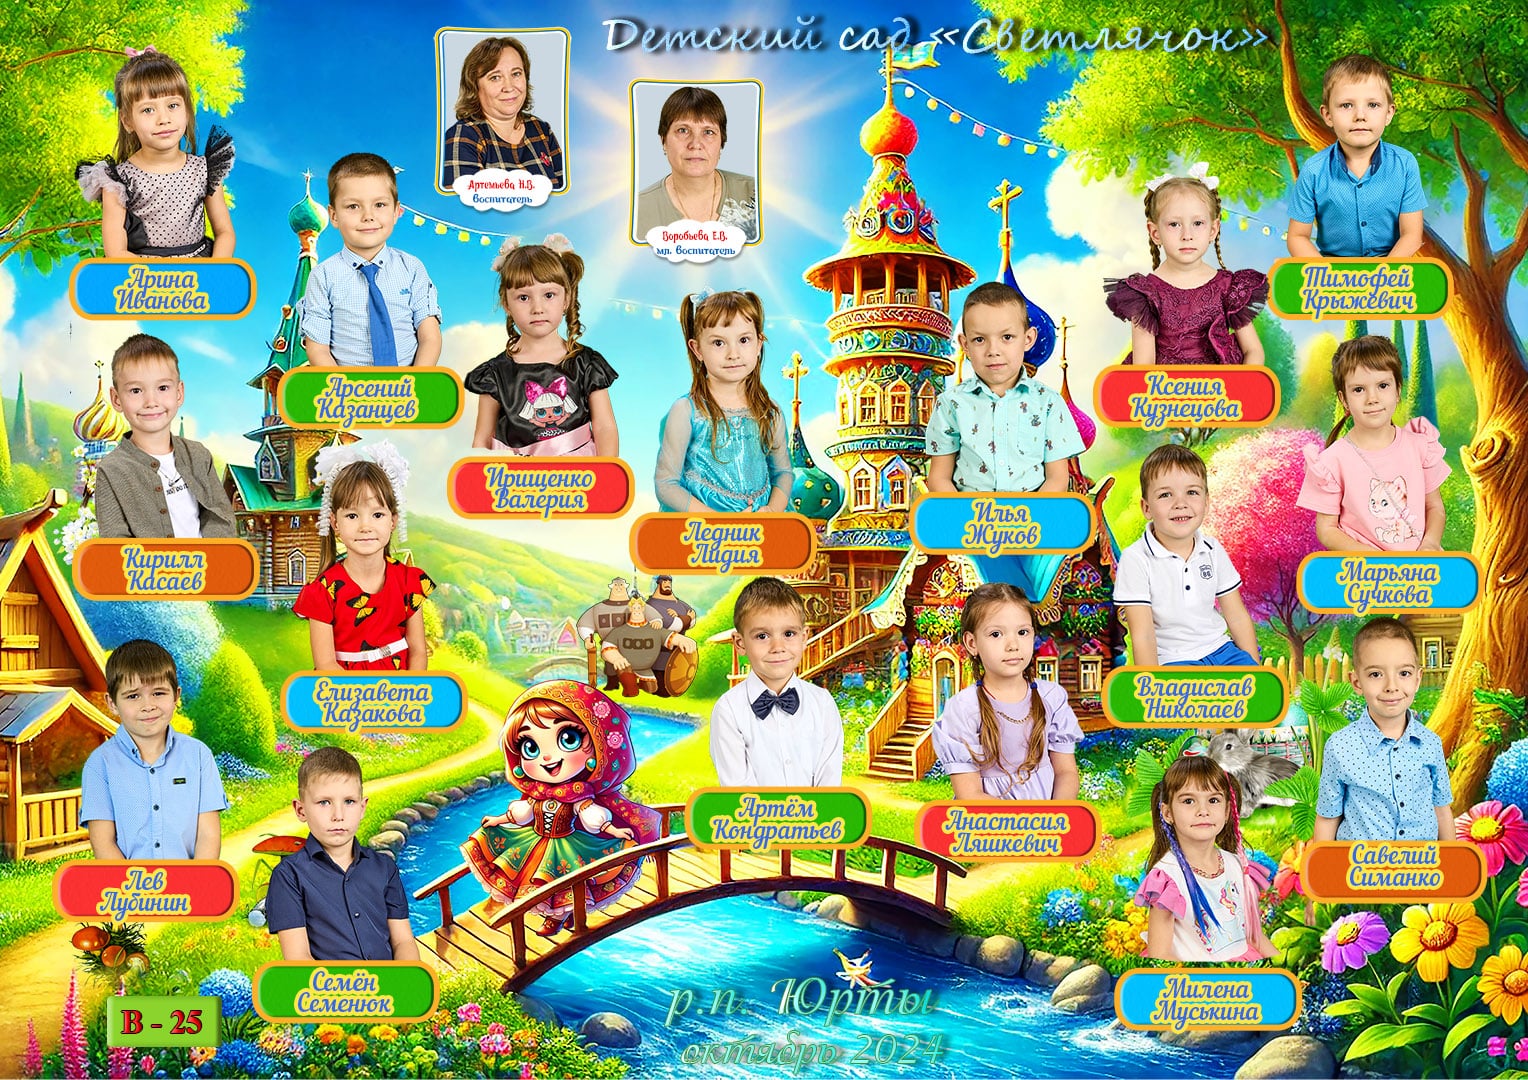 Детский сад «Светлячок»
Артемьева Н.В.
воспитатель
Воробьева Е.В.
мл. воспитатель
Арина
Иванова
Арсений
Казанцев
Ирищенко
Валерия
Ледник
Лидия
Илья
Жуков
Ксения
Кузнецова
Тимофей
Крыжевич
Кирилл
Касаев
Елизавета
Казакова
Владислав
Николаев
Марьяна
Сучкова
Лев
Лубинин
Семён
Семенюк
Артём
Кондратьев
Анастасия
Ляшкевич
Милена
Муськина
Савелий
Симанко
В - 25
р.п. Юрты
октябрь 2024